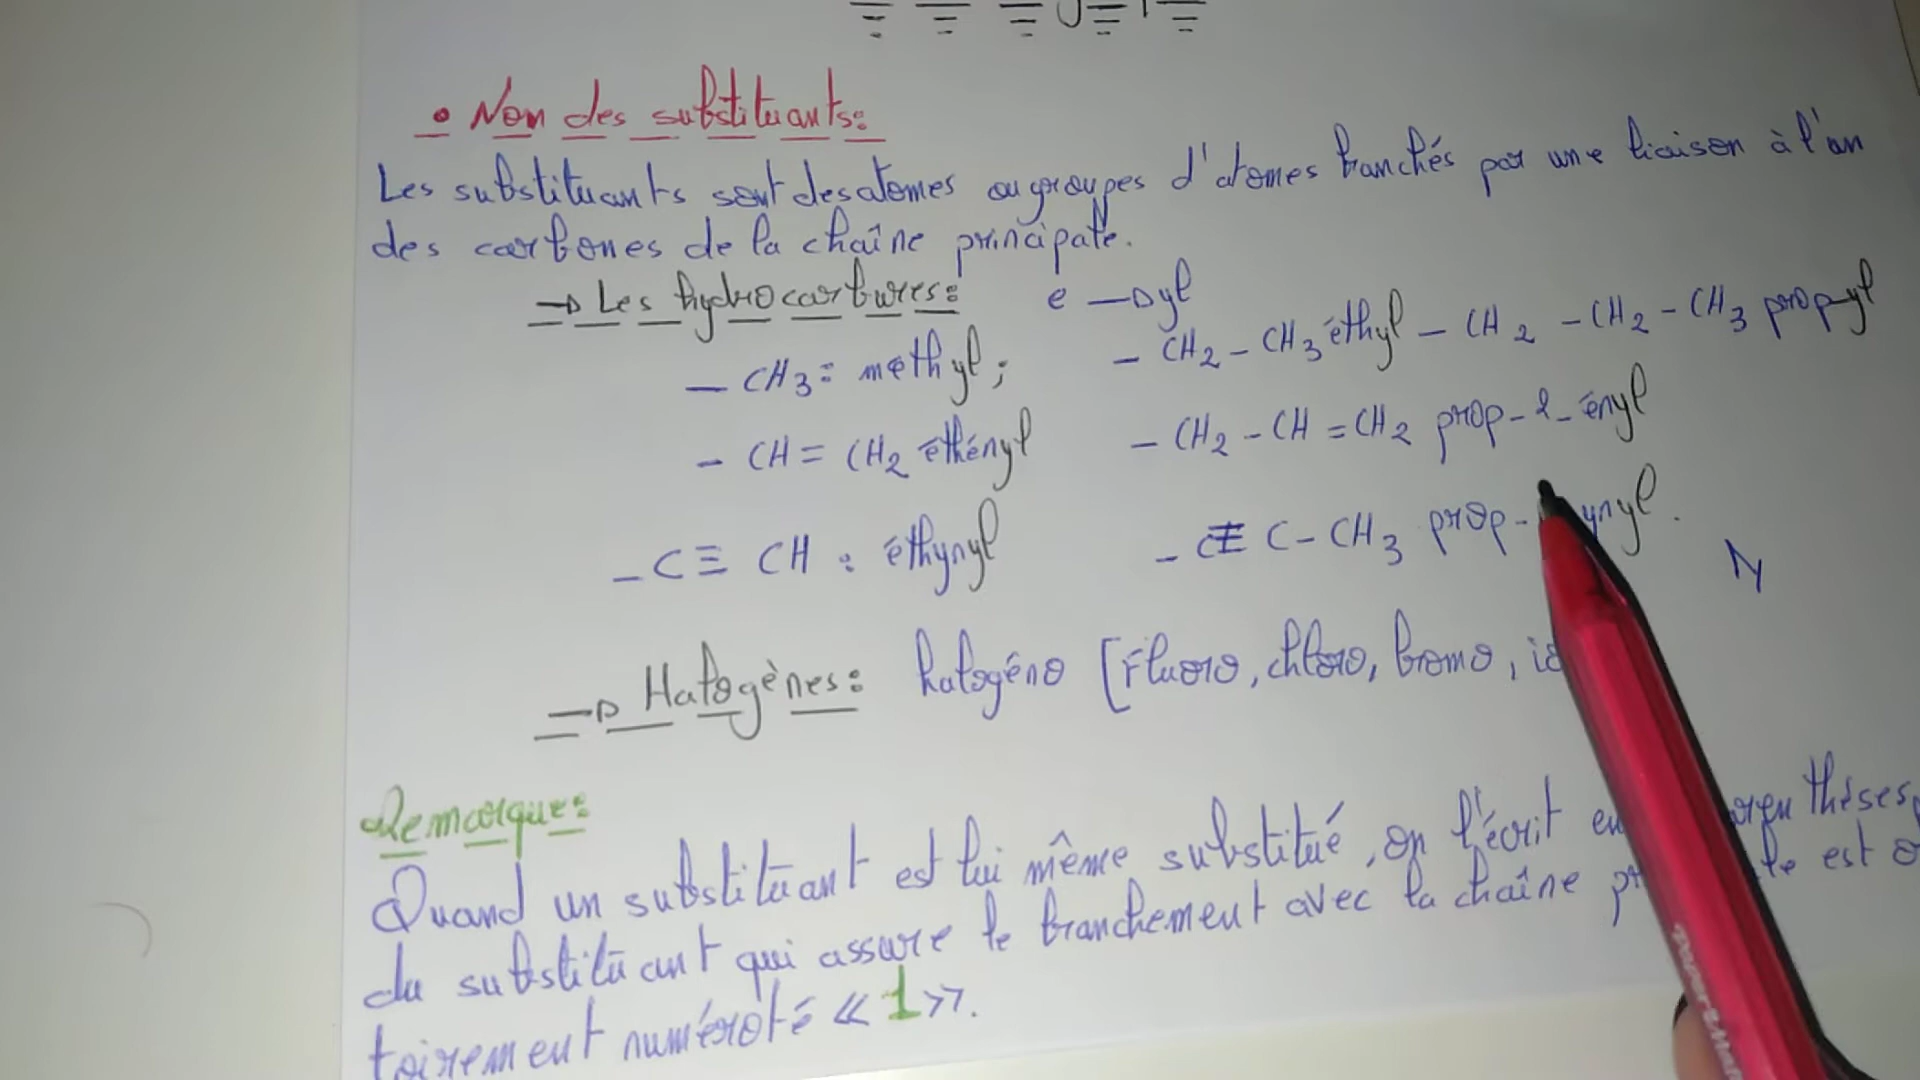 • Nom des substituants:
Les substituants sont des atomes ou groupes d'atomes branchés par une liaison à l'un
des carbones de la chaîne principale.
→ Les hydrocarbures: e → yl
- CH3: méthyl; - CH2 - CH3 éthyl - CH2 - CH2 - CH3 propyl
- CH = CH2 éthényl - CH2 - CH = CH2 prop-2-ényl
- C ≡ CH : éthynyl - C ≡ C - CH3 prop- ynyl.
→ Halogènes: halogéno [Fluoro, chloro, bromo,
Remarque:
Quand un substituant est lui même substitué, on l'écrit
du substituant qui assure le branchement avec la chaîne est
toirement numéroté « 1 ».